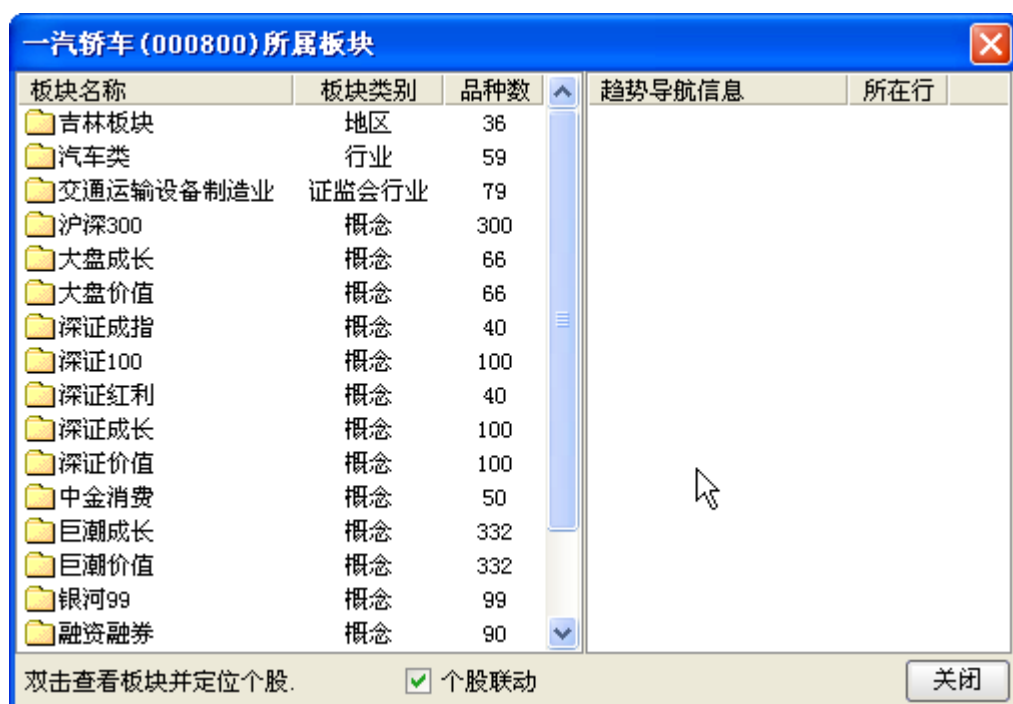 一汽轿车(000800)所属板块
板块名称 板块类别 品种数 趋势导航信息 所在行
吉林板块 地区 36
汽车类 行业 59
交通运输设备制造业 证监会行业 79
沪深300 概念 300
大盘成长 概念 66
大盘价值 概念 66
深证成指 概念 40
深证100 概念 100
深证红利 概念 40
深证成长 概念 100
深证价值 概念 100
中金消费 概念 50
巨潮成长 概念 332
巨潮价值 概念 332
银河99 概念 99
融资融券 概念 90
双击查看板块并定位个股. 个股联动 关闭